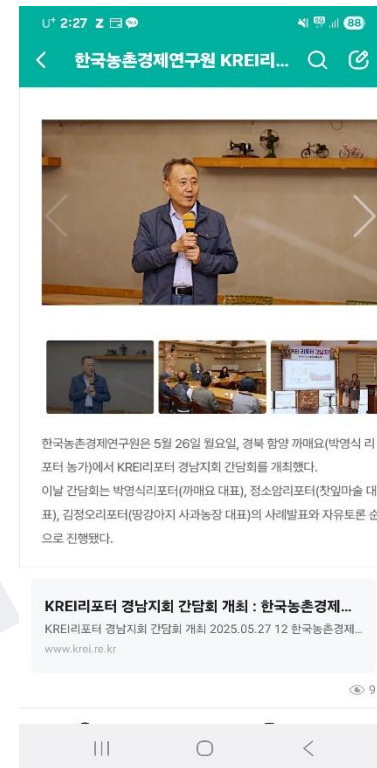 U+ 2:27 Z
5G .ıll 88
한국농촌경제연구원 KREI리...
KREI 리포터 경남지
한국농촌경제연구원은 5월 26일 월요일, 경북 함양 까매요(박영식 리
포터 농가)에서 KREI리포터 경남지회 간담회를 개최했다.
이날 간담회는 박영식리포터(까매요 대표), 정소암리포터(찻잎마술 대
표), 김정오리포터(땅강아지 사과농장 대표)의 사례발표와 자유토론 순
으로 진행됐다.
KREI리포터 경남지회 간담회 개최 : 한국농촌경제...
KREI리포터 경남지회 간담회 개최 2025.05.27 12 한국농촌경제...
www.krei.re.kr
9